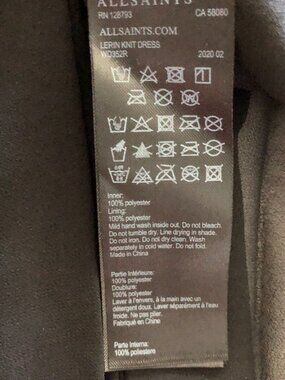 ALLSAINTS
RN 128793 CA 58080
ALLSAINTS.COM
LERIN KNIT DRESS
WD352R 2020 02
Inner:
100% polyester
Lining:
100% polyester
Mild hand wash inside out. Do not bleach.
Do not tumble dry. Line drying in shade.
Do not iron. Do not dry clean. Wash
separately in cold water. Do not fold.
Made in China
Partie Intérieure:
100% polyester
Doublure:
100% polyester
Laver à l'envers, à la main avec un
détergent doux. Laver séparément à l'eau
froide. Ne pas plier.
Fabriqué en Chine
Parte Interna:
100% poliestere